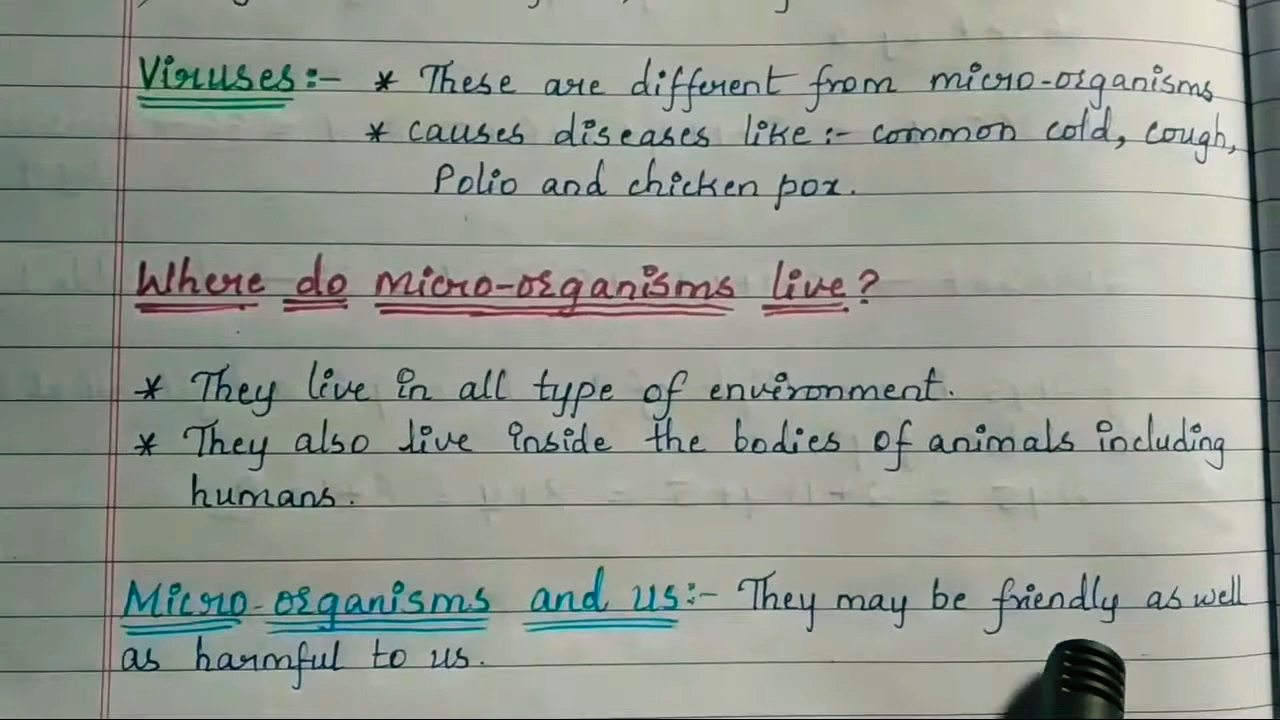 Viruses:- * These are different from micro-organisms
* causes diseases like:- common cold, cough,
Polio and chicken pox.
Where do micro-organisms live?
* They live in all type of environment.
* They also live inside the bodies of animals including
humans.
Micro-organisms and us:- They may be friendly as well
as harmful to us.